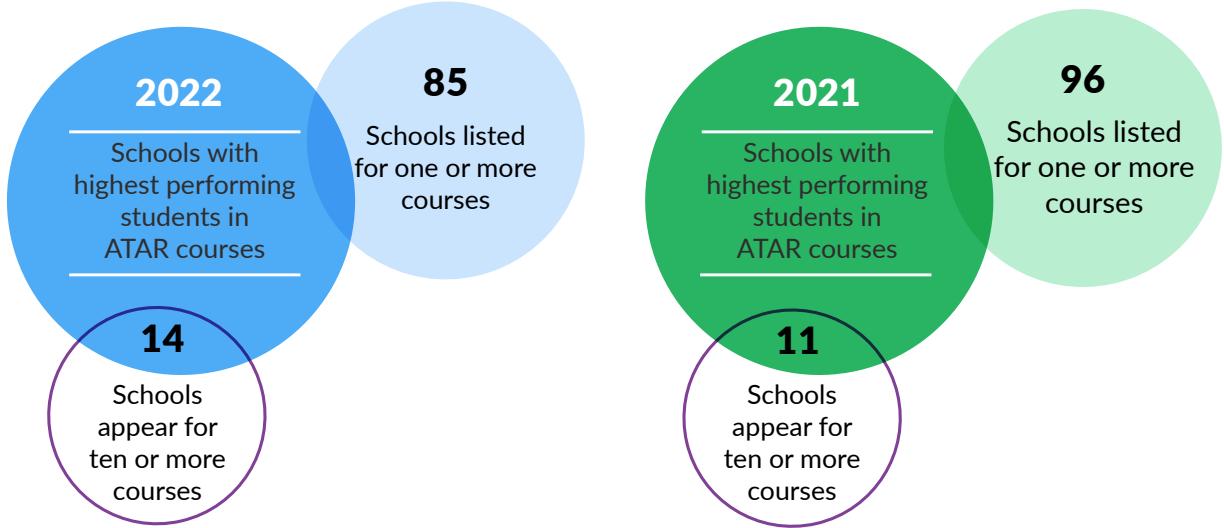 2022
Schools with
highest performing
students in
ATAR courses
85
Schools listed
for one or more
courses
14
Schools
appear for
ten or more
courses
2021
Schools with
highest performing
students in
ATAR courses
96
Schools listed
for one or more
courses
11
Schools
appear for
ten or more
courses